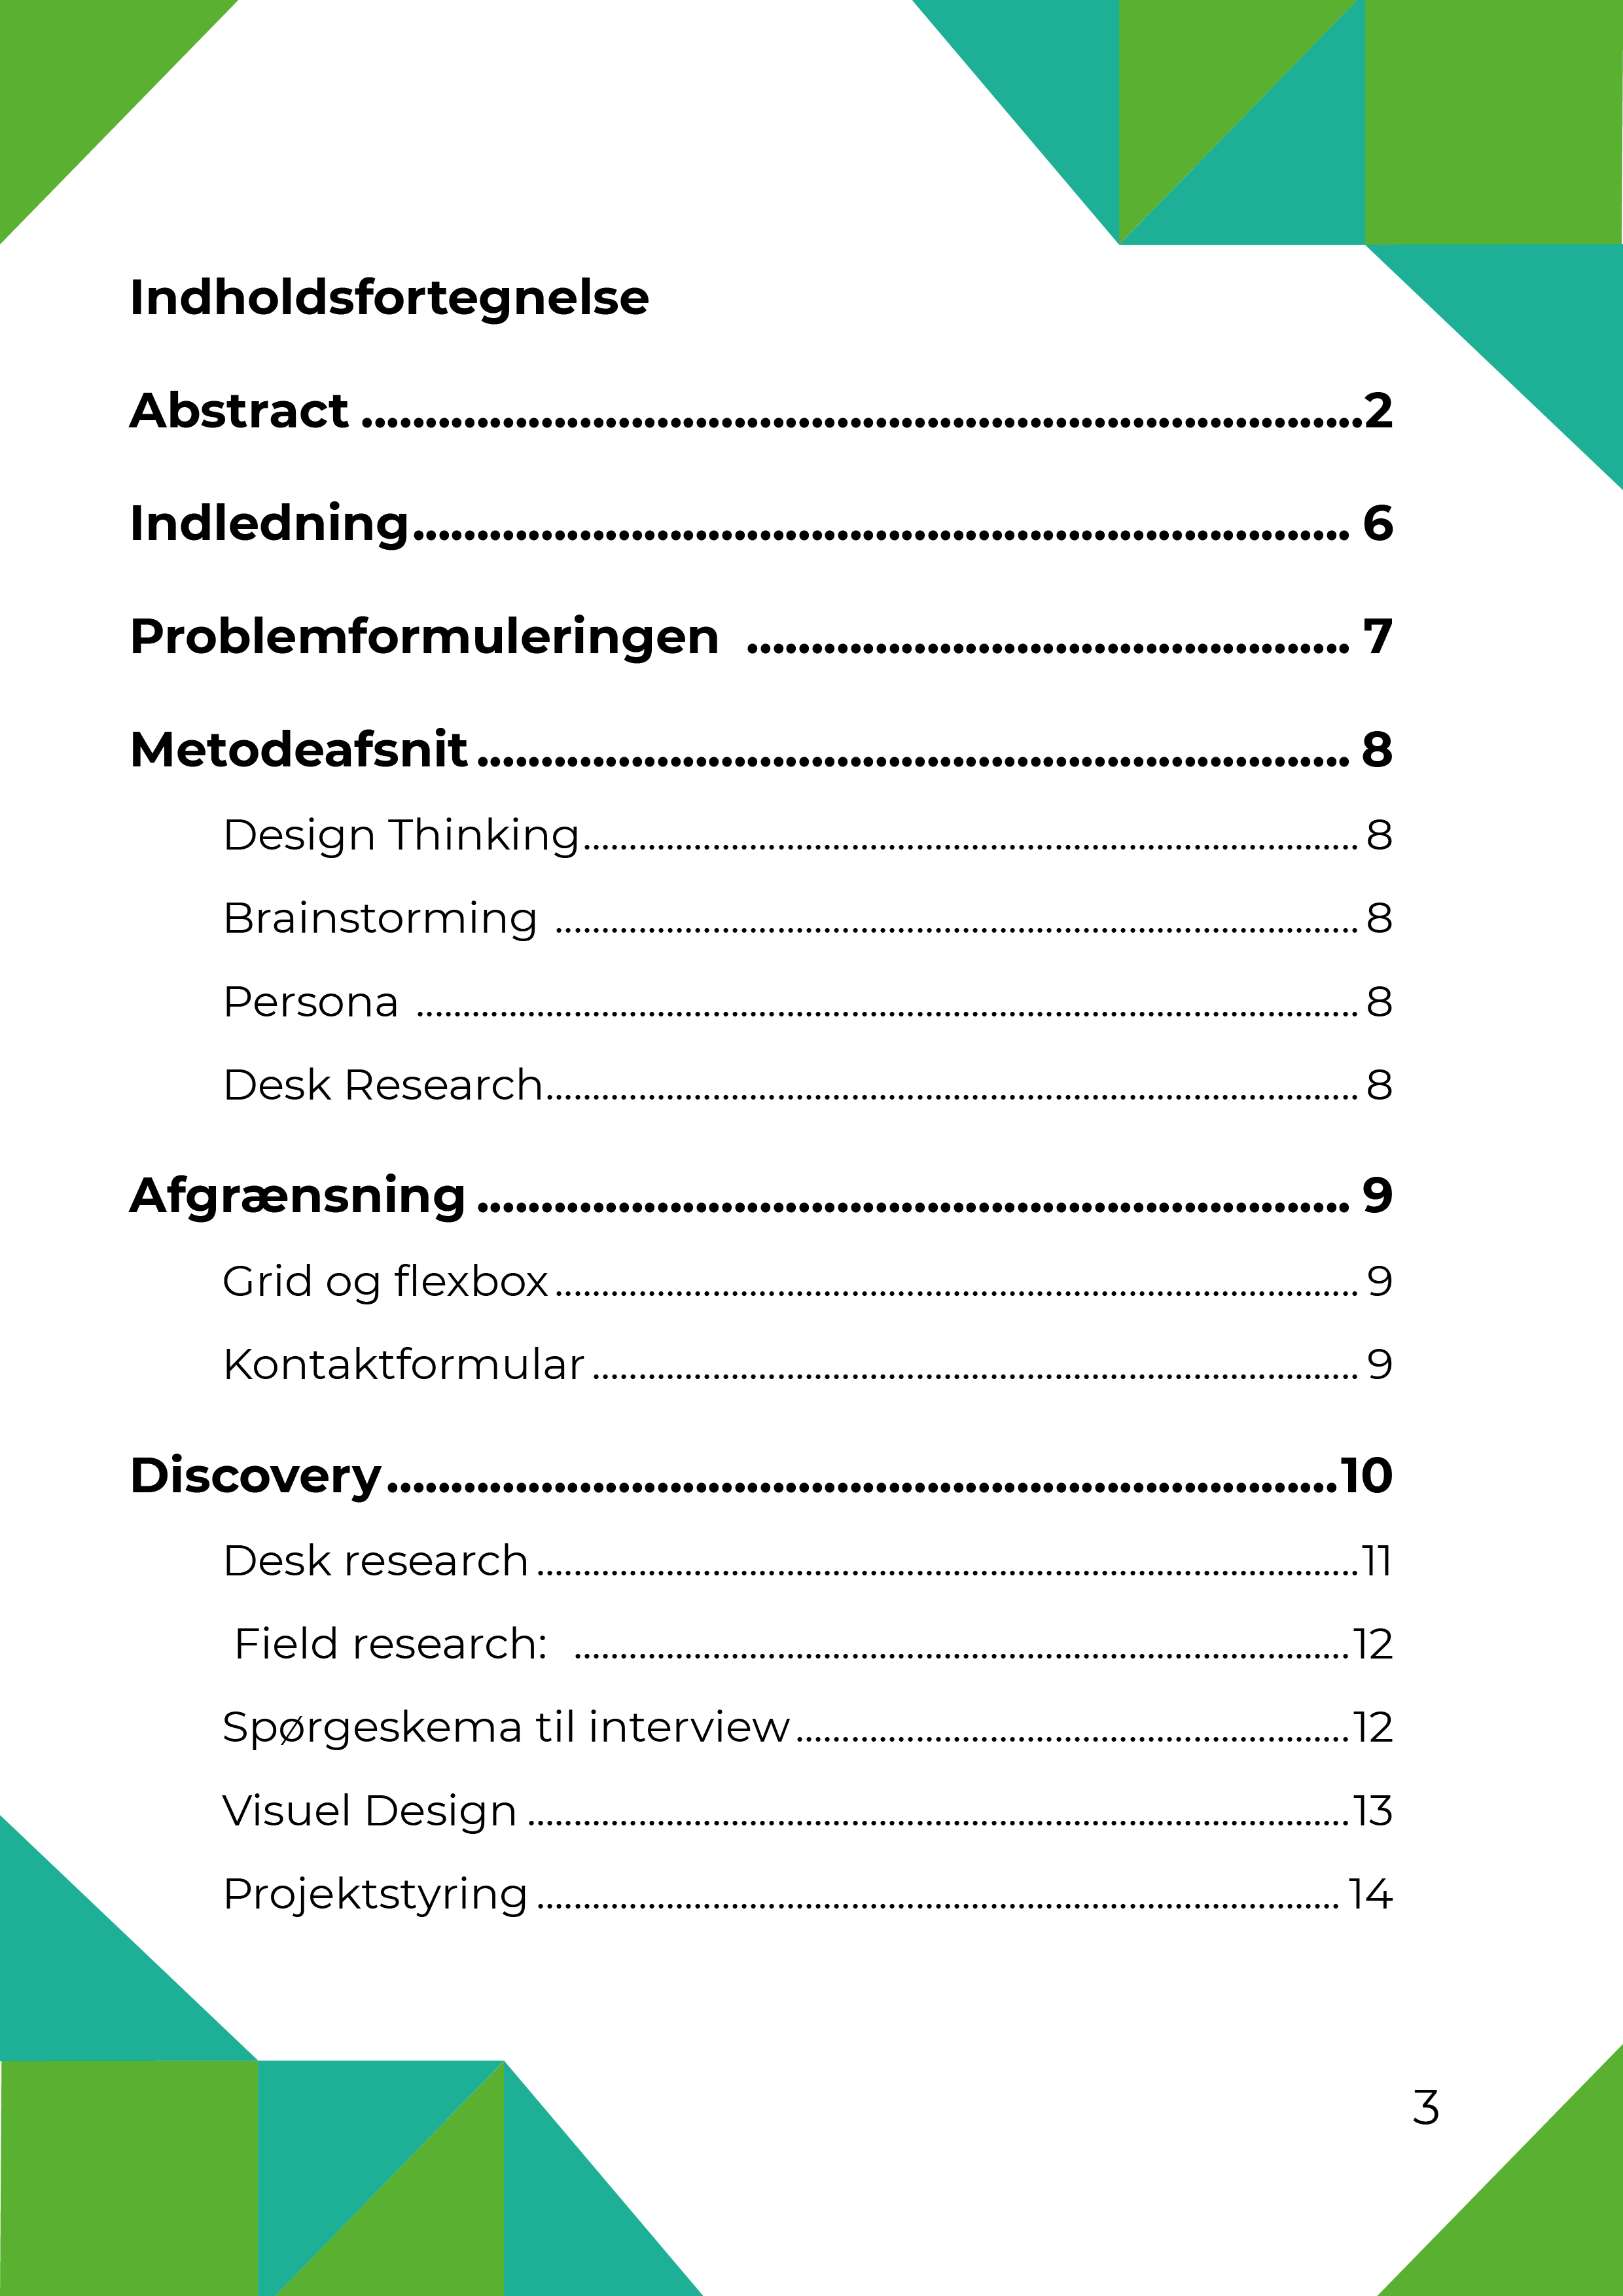 Indholdsfortegnelse
Abstract ..............................................................................2
Indledning......................................................................... 6
Problemformuleringen ............................................... 7
Metodeafsnit .................................................................... 8
Design Thinking.................................................................................... 8
Brainstorming ....................................................................................... 8
Persona ...................................................................................................... 8
Desk Research........................................................................................ 8
Afgrænsning .................................................................... 9
Grid og flexbox....................................................................................... 9
Kontaktformular ................................................................................... 9
Discovery..........................................................................10
Desk research .........................................................................................11
Field research: ....................................................................................12
Spørgeskema til interview............................................................12
Visuel Design .........................................................................................13
Projektstyring ....................................................................................... 14
3